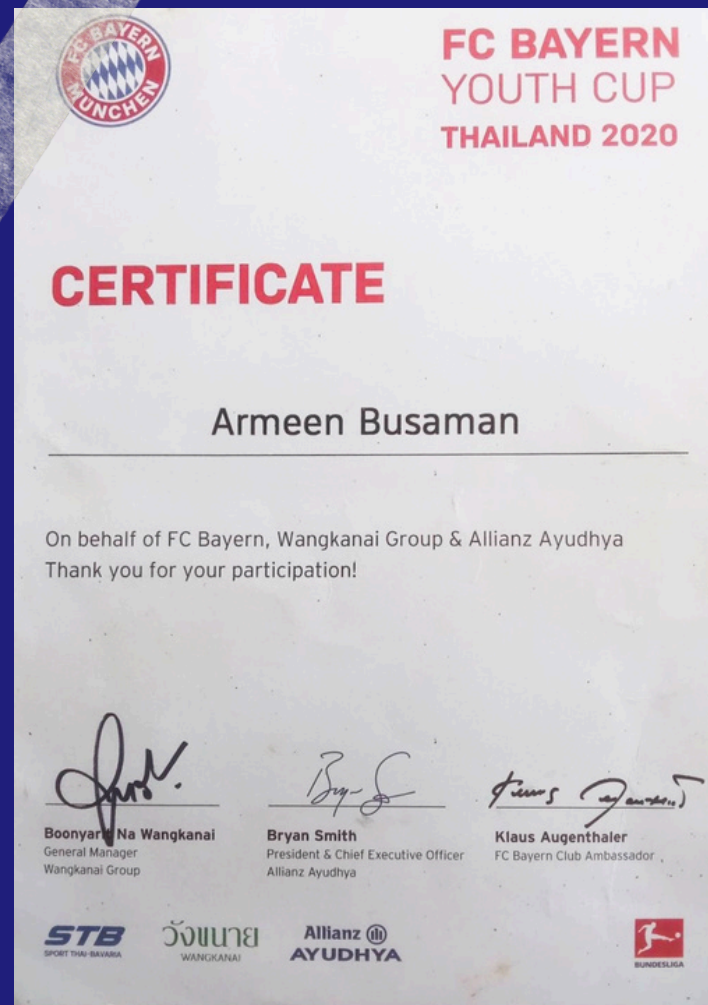 FC BAYERN
MÜNCHEN
FC BAYERN
YOUTH CUP
THAILAND 2020
CERTIFICATE
Armeen Busaman
On behalf of FC Bayern, Wangkanai Group & Allianz Ayudhya
Thank you for your participation!
Na Wangkanai
General Manager
Wangkanai Group
Bryan Smith
President & Chief Executive Officer
Allianz Ayudhya
Klaus Augenthaler
FC Bayern Club Ambassador
STB
SPORT THAI-BAVARIA
วังขนาย
WANGKANAI
Allianz
AYUDHYA
BUNDESLIGA